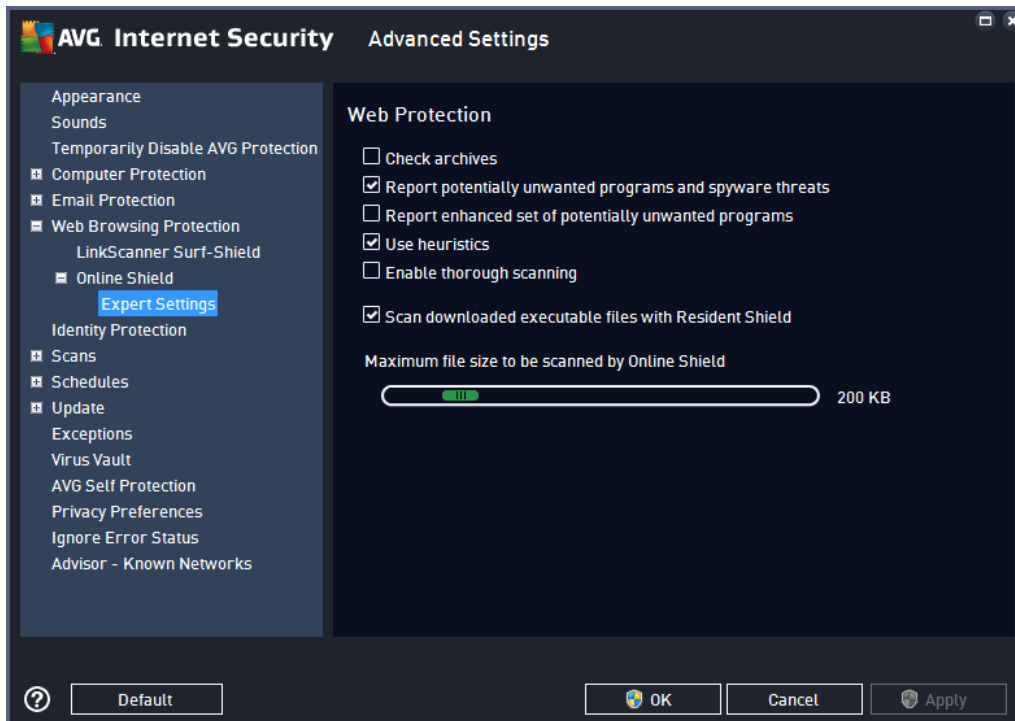 AVG. Internet Security Advanced Settings
Appearance
Sounds
Temporarily Disable AVG Protection
Computer Protection
Email Protection
Web Browsing Protection
LinkScanner Surf-Shield
Online Shield
Expert Settings
Identity Protection
Scans
Schedules
Update
Exceptions
Virus Vault
AVG Self Protection
Privacy Preferences
Ignore Error Status
Advisor - Known Networks
Web Protection
Check archives
Report potentially unwanted programs and spyware threats
Report enhanced set of potentially unwanted programs
Use heuristics
Enable thorough scanning
Scan downloaded executable files with Resident Shield
Maximum file size to be scanned by Online Shield
200 KB
? Default OK Cancel Apply